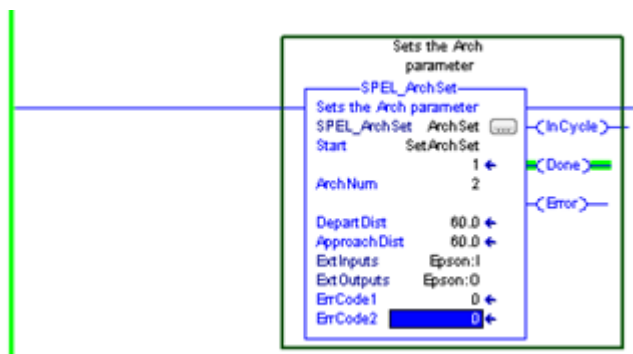 Sets the Arch
parameter
SPEL_ArchSet
Sets the Arch parameter
SPEL_ArchSet ArchSet ... InCycle
Start SetArchSet
1 Done
ArchNum 2
Error
DepartDist 60.0
ApproachDist 60.0
ExtInputs Epson:I
ExtOutputs Epson:O
ErrCode1 0
ErrCode2 0